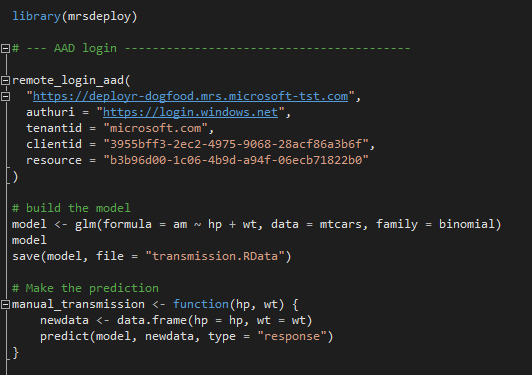 library(mrsdeploy)
# --- AAD login ----------------------------------------
remote_login_aad(
"https://deployr-dogfood.mrs.microsoft-tst.com",
authuri = "https://login.windows.net",
tenantid = "microsoft.com",
clientid = "3955bff3-2ec2-4975-9068-28acf86a3b6f",
resource = "b3b96d00-1c06-4b9d-a94f-06ecb71822b0"
)
# build the model
model <- glm(formula = am ~ hp + wt, data = mtcars, family = binomial)
model
save(model, file = "transmission.RData")
# Make the prediction
manual_transmission <- function(hp, wt) {
newdata <- data.frame(hp = hp, wt = wt)
predict(model, newdata, type = "response")
}